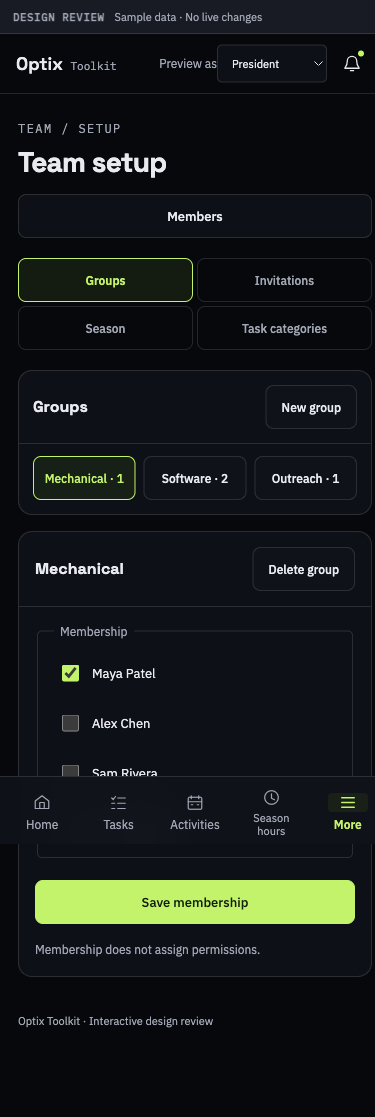 DESIGN REVIEW Sample data · No live changes
Optix Toolkit Preview as President
TEAM / SETUP
Team setup
Members
Groups Invitations
Season Task categories
Groups New group
Mechanical · 1 Software · 2 Outreach · 1
Mechanical Delete group
Membership
Maya Patel
Alex Chen
Sam Rivera
Home Tasks Activities Season hours More
Save membership
Membership does not assign permissions.
Optix Toolkit · Interactive design review